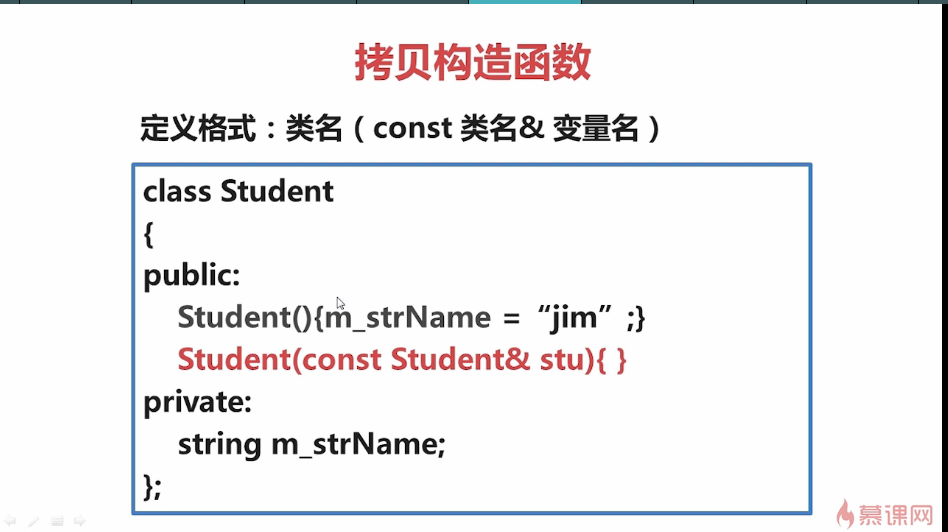 拷贝构造函数
定义格式：类名（const 类名& 变量名）
class Student
{
public:
Student(){m_strName = “jim” ;}
Student(const Student& stu){ }
private:
string m_strName;
};
慕课网